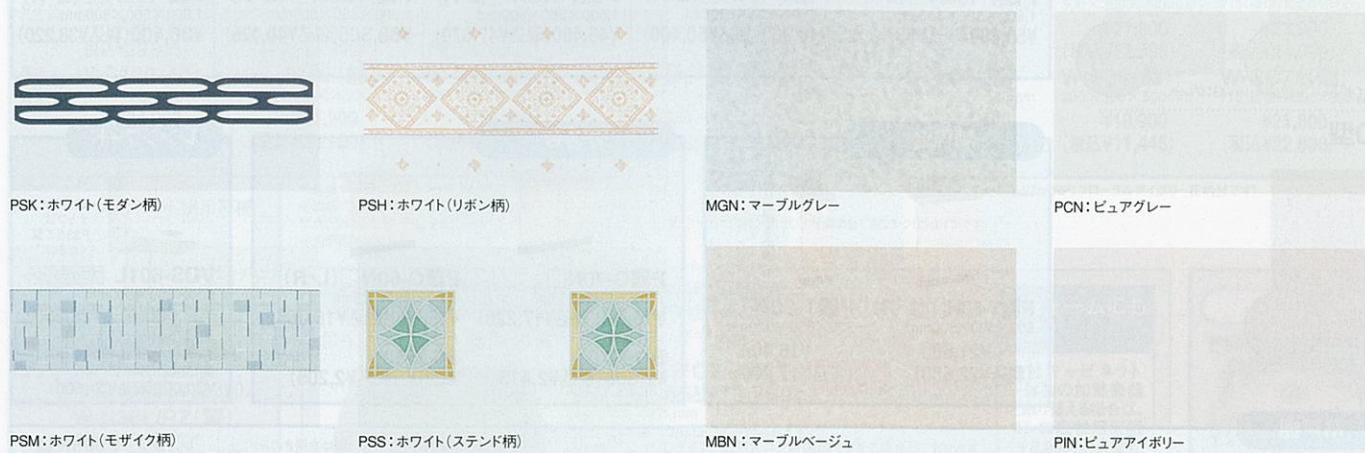 PSK：ホワイト（モダン柄）
PSH：ホワイト（リボン柄）
MGN：マーブルグレー
PCN：ピュアグレー
PSM：ホワイト（モザイク柄）
PSS：ホワイト（ステンド柄）
MBN：マーブルベージュ
PIN：ピュアアイボリー